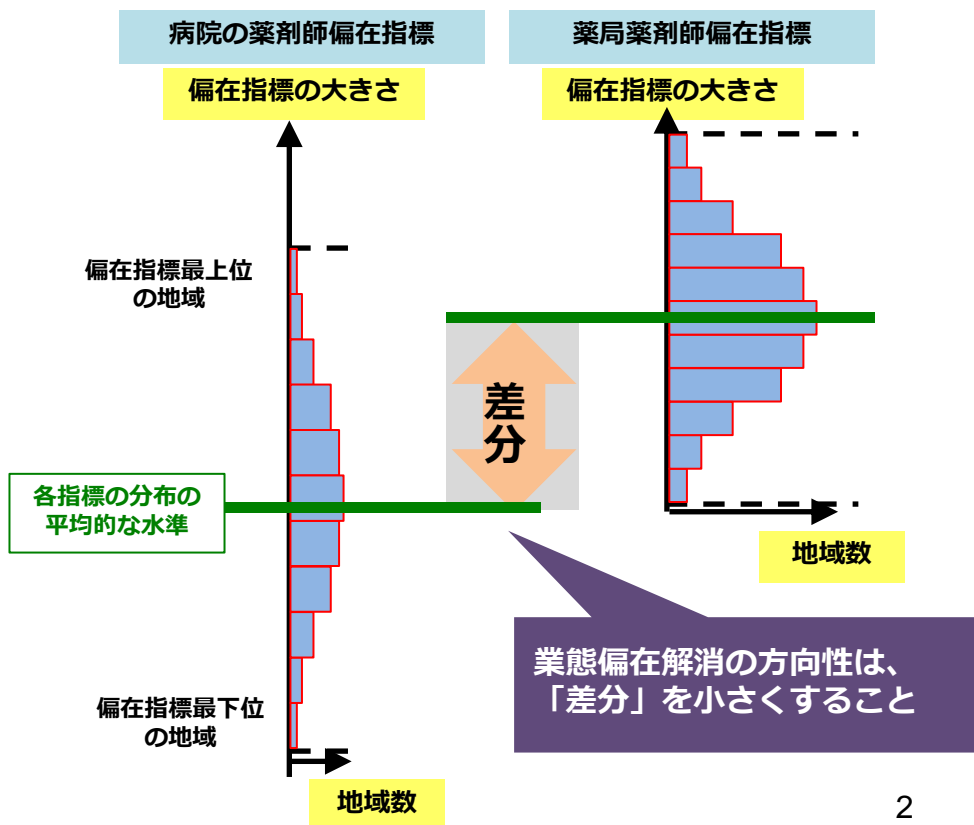 病院の薬剤師偏在指標
薬局薬剤師偏在指標
偏在指標の大きさ
偏在指標の大きさ
偏在指標最上位
の地域
差
分
各指標の分布の
平均的な水準
地域数
業態偏在解消の方向性は、
「差分」を小さくすること
偏在指標最下位
の地域
地域数
2